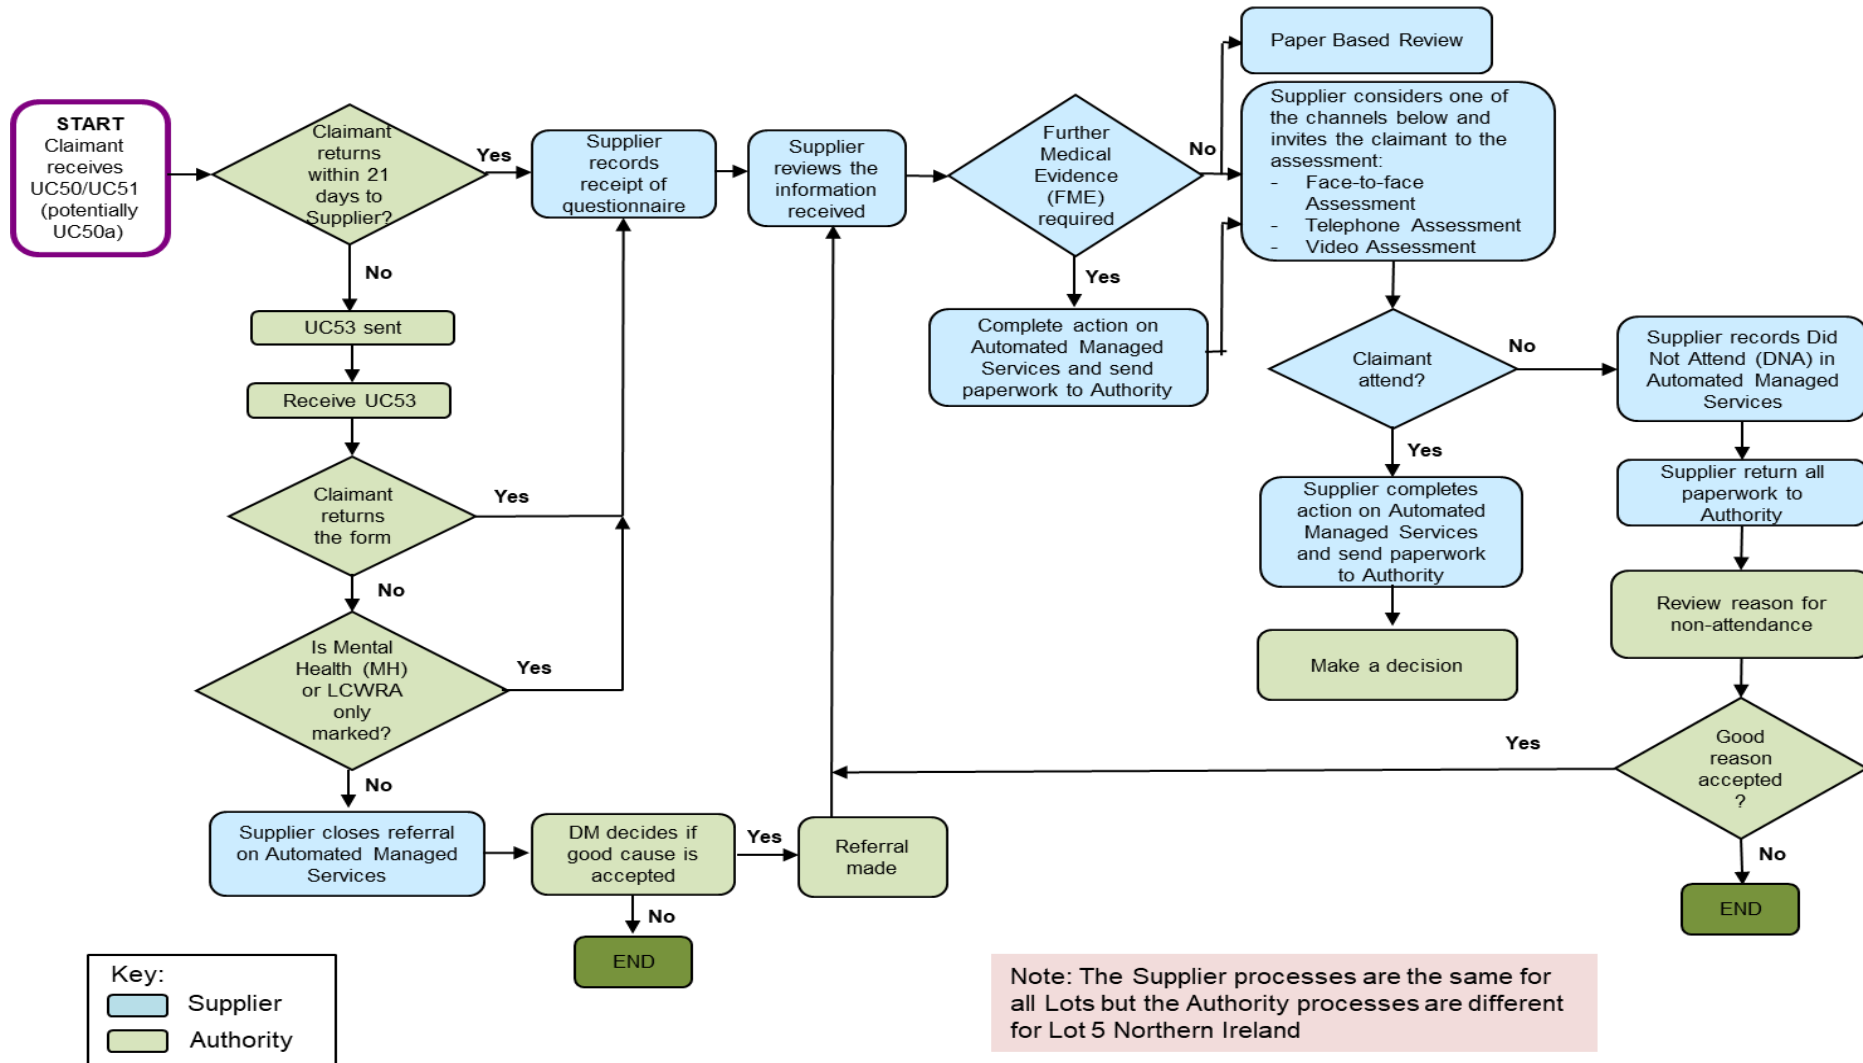 START
Claimant
receives
UC50/UC51
(potentially
UC50a)
Claimant
returns
within 21
days to
Supplier?
Yes
No
Supplier
records
receipt of
questionnaire
Supplier
reviews the
information
received
Further
Medical
Evidence
(FME)
required
No
Yes
Paper Based Review
Supplier considers one of
the channels below and
invites the claimant to the
assessment:
- Face-to-face
Assessment
- Telephone Assessment
- Video Assessment
UC53 sent
Receive UC53
Claimant
returns
the form
Yes
No
Is Mental
Health (MH)
or LCWRA
only
marked?
Yes
No
Complete action on
Automated Managed
Services and send
paperwork to Authority
Claimant
attend?
No
Yes
Supplier records Did
Not Attend (DNA) in
Automated Managed
Services
Supplier completes
action on Automated
Managed Services
and send paperwork
to Authority
Supplier return all
paperwork to
Authority
Make a decision
Review reason for
non-attendance
Good
reason
accepted
?
Yes
No
END
Supplier closes referral
on Automated Managed
Services
DM decides if
good cause is
accepted
Yes
No
Referral
made
END
Key:
Supplier
Authority
Note: The Supplier processes are the same for
all Lots but the Authority processes are different
for Lot 5 Northern Ireland